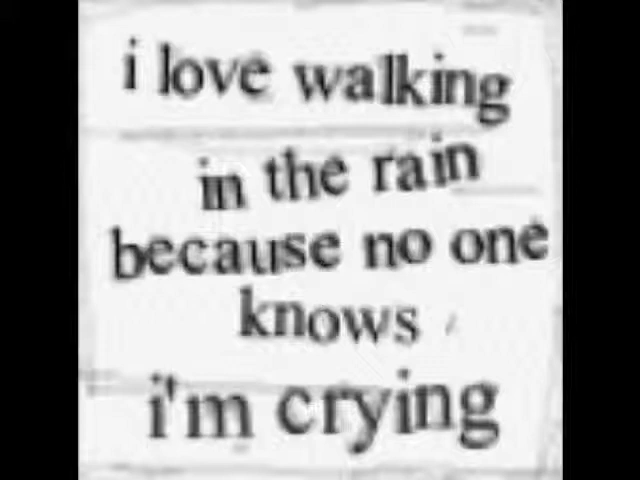 i love walking
in the rain
because no one
knows
i'm crying